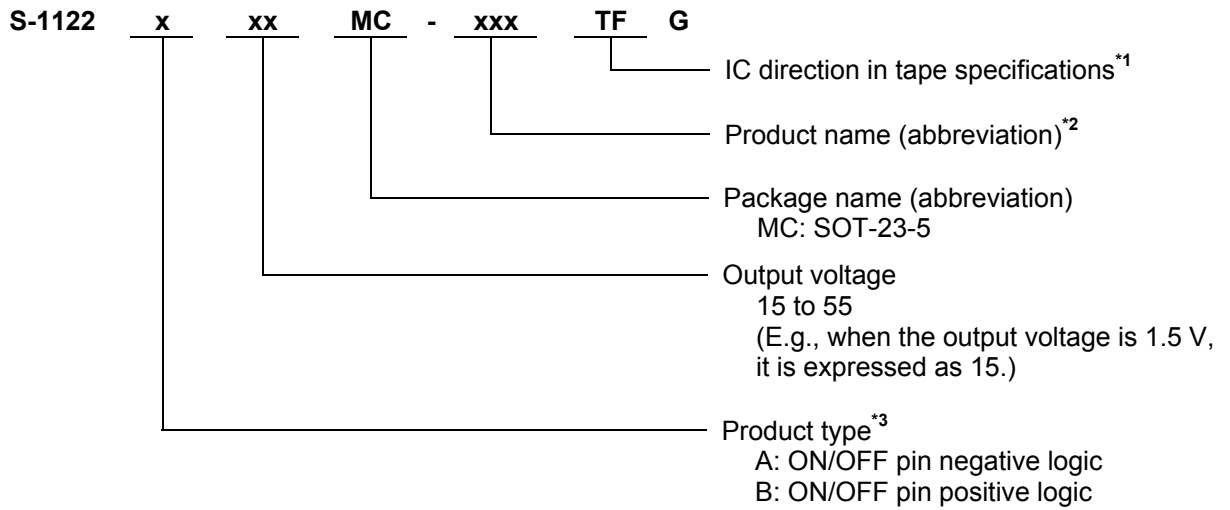 S-1122 x xx MC - xxx TF G
IC direction in tape specifications*1
Product name (abbreviation)*2
Package name (abbreviation)
MC: SOT-23-5
Output voltage
15 to 55
(E.g., when the output voltage is 1.5 V,
it is expressed as 15.)
Product type*3
A: ON/OFF pin negative logic
B: ON/OFF pin positive logic